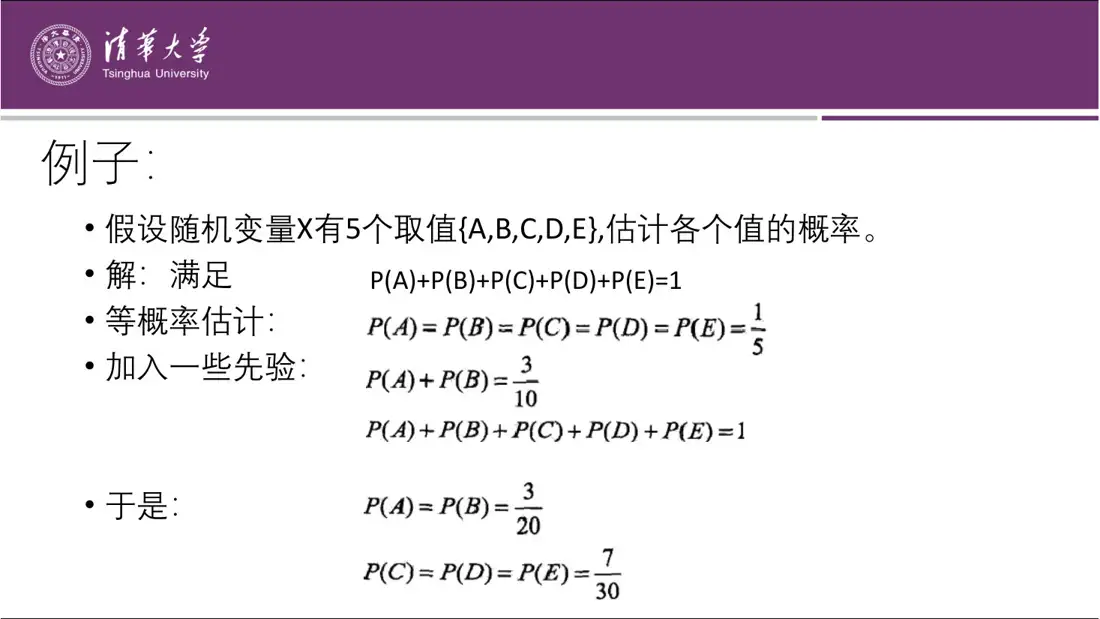 清华大学
Tsinghua University
例子：
• 假设随机变量X有5个取值{A,B,C,D,E},估计各个值的概率。
• 解：满足 P(A)+P(B)+P(C)+P(D)+P(E)=1
• 等概率估计： P(A)=P(B)=P(C)=P(D)=P(E)=1/5
• 加入一些先验： P(A)+P(B)=3/10
P(A)+P(B)+P(C)+P(D)+P(E)=1
• 于是： P(A)=P(B)=3/20
P(C)=P(D)=P(E)=7/30